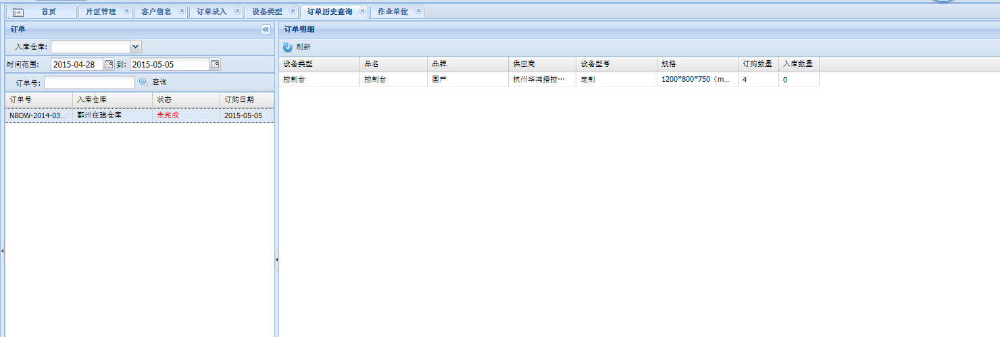 首页 片区管理 客户信息 订单录入 设备类型 订单历史查询 作业单位
订单
入库仓库:
时间范围: 2015-04-28 到: 2015-05-05
订单号: 查询
订单号 入库仓库 状态 订购日期
NBDW-2014-03... 鄞州在建仓库 未完成 2015-05-05
订单明细
刷新
设备类型 品名 品牌 供应商 设备型号 规格 订购数量 入库数量
控制台 控制台 国产 杭州华鸿播控... 定制 1200*800*750（m... 4 0